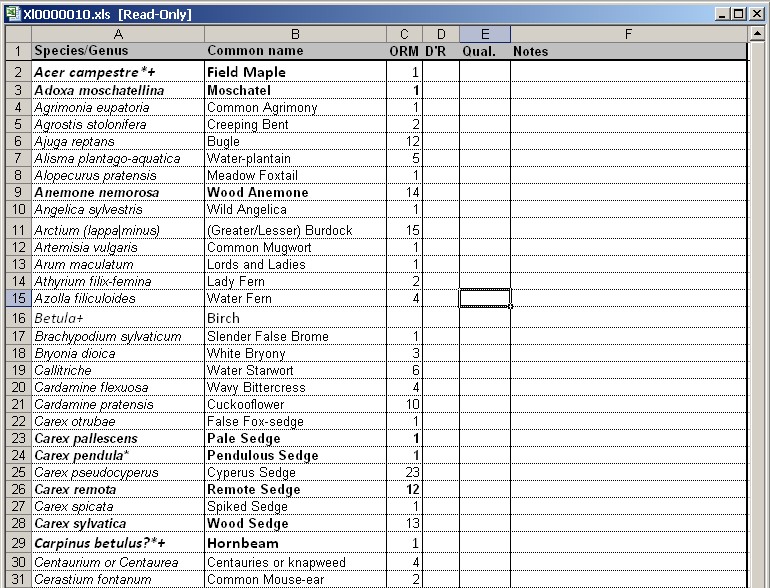 Xl0000010.xls [Read-Only]
A B C D E F
1 Species/Genus Common name ORM D'R Qual. Notes
2 Acer campestre*+ Field Maple 1
3 Adoxa moschatellina Moschatel 1
4 Agrimonia eupatoria Common Agrimony 1
5 Agrostis stolonifera Creeping Bent 2
6 Ajuga reptans Bugle 12
7 Alisma plantago-aquatica Water-plantain 5
8 Alopecurus pratensis Meadow Foxtail 1
9 Anemone nemorosa Wood Anemone 14
10 Angelica sylvestris Wild Angelica 1
11 Arctium (lappa|minus) (Greater/Lesser) Burdock 15
12 Artemisia vulgaris Common Mugwort 1
13 Arum maculatum Lords and Ladies 1
14 Athyrium filix-femina Lady Fern 2
15 Azolla filiculoides Water Fern 4
16 Betula+ Birch
17 Brachypodium sylvaticum Slender False Brome 1
18 Bryonia dioica White Bryony 3
19 Callitriche Water Starwort 6
20 Cardamine flexuosa Wavy Bittercress 4
21 Cardamine pratensis Cuckooflower 10
22 Carex otrubae False Fox-sedge 1
23 Carex pallescens Pale Sedge 1
24 Carex pendula* Pendulous Sedge 1
25 Carex pseudocyperus Cyperus Sedge 23
26 Carex remota Remote Sedge 12
27 Carex spicata Spiked Sedge 1
28 Carex sylvatica Wood Sedge 13
29 Carpinus betulus?*+ Hornbeam 1
30 Centaurium or Centaurea Centauries or knapweed 4
31 Cerastium fontanum Common Mouse-ear 2